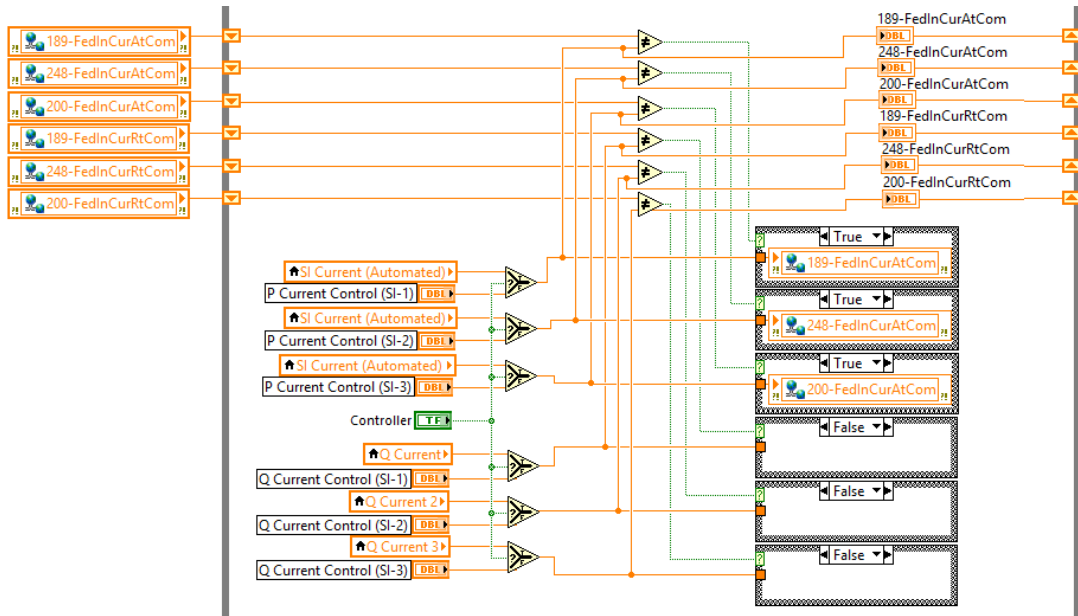 189-FedInCurAtCom
248-FedInCurAtCom
200-FedInCurAtCom
189-FedInCurRtCom
248-FedInCurRtCom
200-FedInCurRtCom
189-FedInCurAtCom
DBL
248-FedInCurAtCom
DBL
200-FedInCurAtCom
DBL
189-FedInCurRtCom
DBL
248-FedInCurRtCom
DBL
200-FedInCurRtCom
DBL
SI Current (Automated)
P Current Control (SI-1) DBL
SI Current (Automated)
P Current Control (SI-2) DBL
SI Current (Automated)
P Current Control (SI-3) DBL
Controller TF
Q Current
Q Current Control (SI-1) DBL
Q Current 2
Q Current Control (SI-2) DBL
Q Current 3
Q Current Control (SI-3) DBL
True
189-FedInCurAtCom
True
248-FedInCurAtCom
True
200-FedInCurAtCom
False
False
False